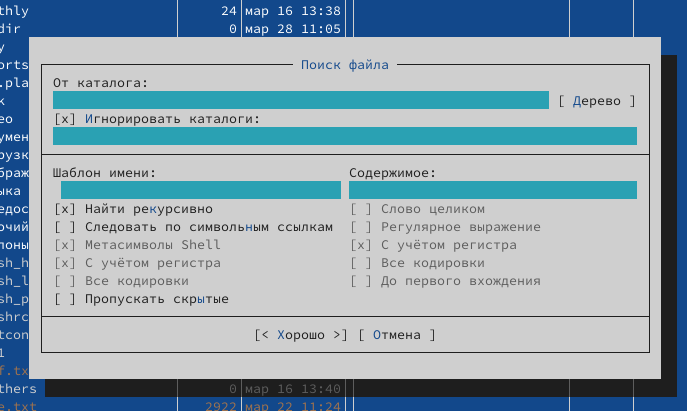 thly 24 мар 16 13:38
dir 0 мар 28 11:05
Поиск файла
От каталога:
[ Дерево ]
[x] Игнорировать каталоги:
Шаблон имени: Содержимое:
[x] Найти рекурсивно [ ] Слово целиком
[ ] Следовать по символьным ссылкам [ ] Регулярное выражение
[x] Метасимволы Shell [x] С учётом регистра
[x] С учётом регистра [ ] Все кодировки
[ ] Все кодировки [ ] До первого вхождения
[ ] Пропускать скрытые
[< Хорошо >] [ Отмена ]
thers 0 мар 16 13:40
e.txt 2922 мар 22 11:24